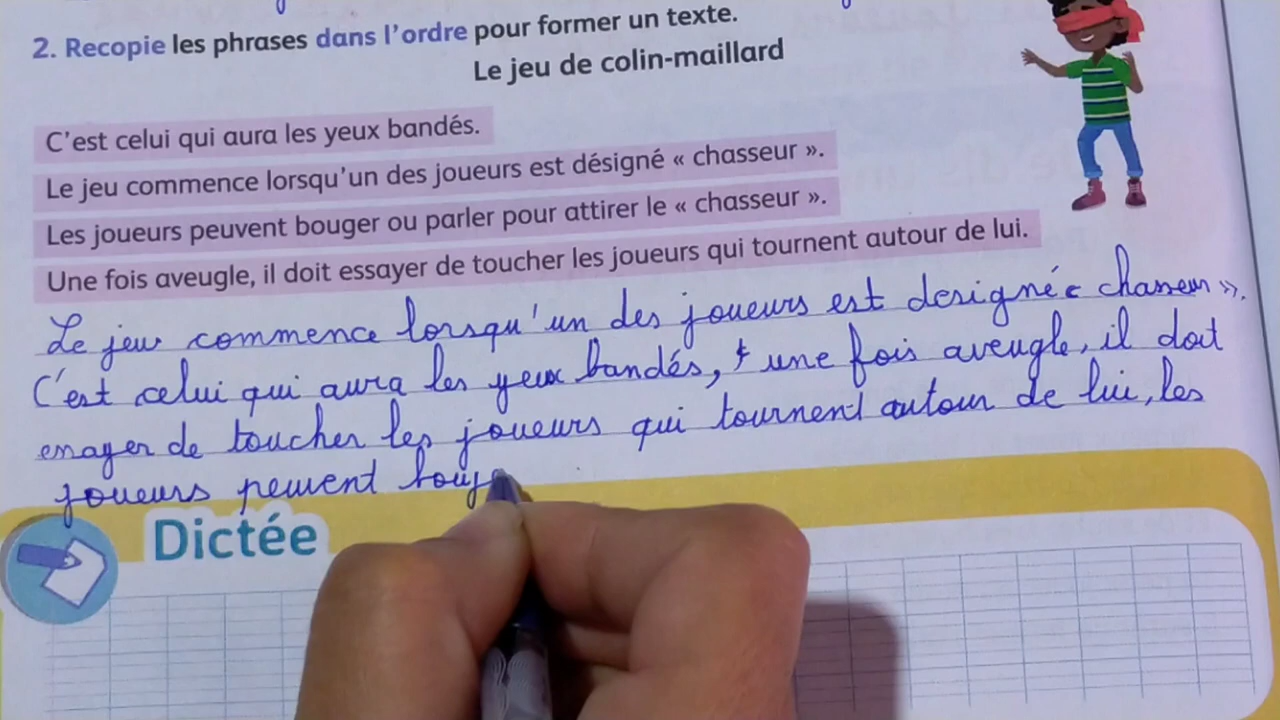 2. Recopie les phrases dans l'ordre pour former un texte.
Le jeu de colin-maillard
C'est celui qui aura les yeux bandés.
Le jeu commence lorsqu'un des joueurs est désigné « chasseur ».
Les joueurs peuvent bouger ou parler pour attirer le « chasseur ».
Une fois aveugle, il doit essayer de toucher les joueurs qui tournent autour de lui.
Le jeu commence lorsqu'un des joueurs est designé « chasseur ».
C'est celui qui aura les yeux bandés, une fois aveugle, il doit
essayer de toucher les joueurs qui tournent autour de lui, les
joueurs peuvent
Dictée